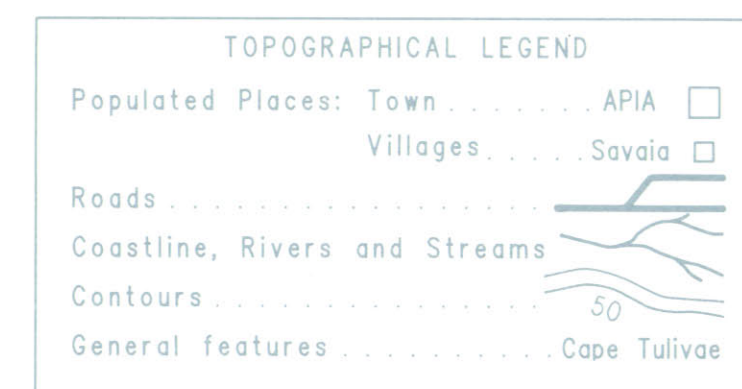 TOPOGRAPHICAL LEGEND
Populated Places: Town . . . . . . . APIA
Villages . . . . . Savaia
Roads . . . . . . . . . . . . . . . . .
Coastline, Rivers and Streams
Contours . . . . . . . . . . . . . . . 50
General features . . . . . . . . . . Cape Tulivae